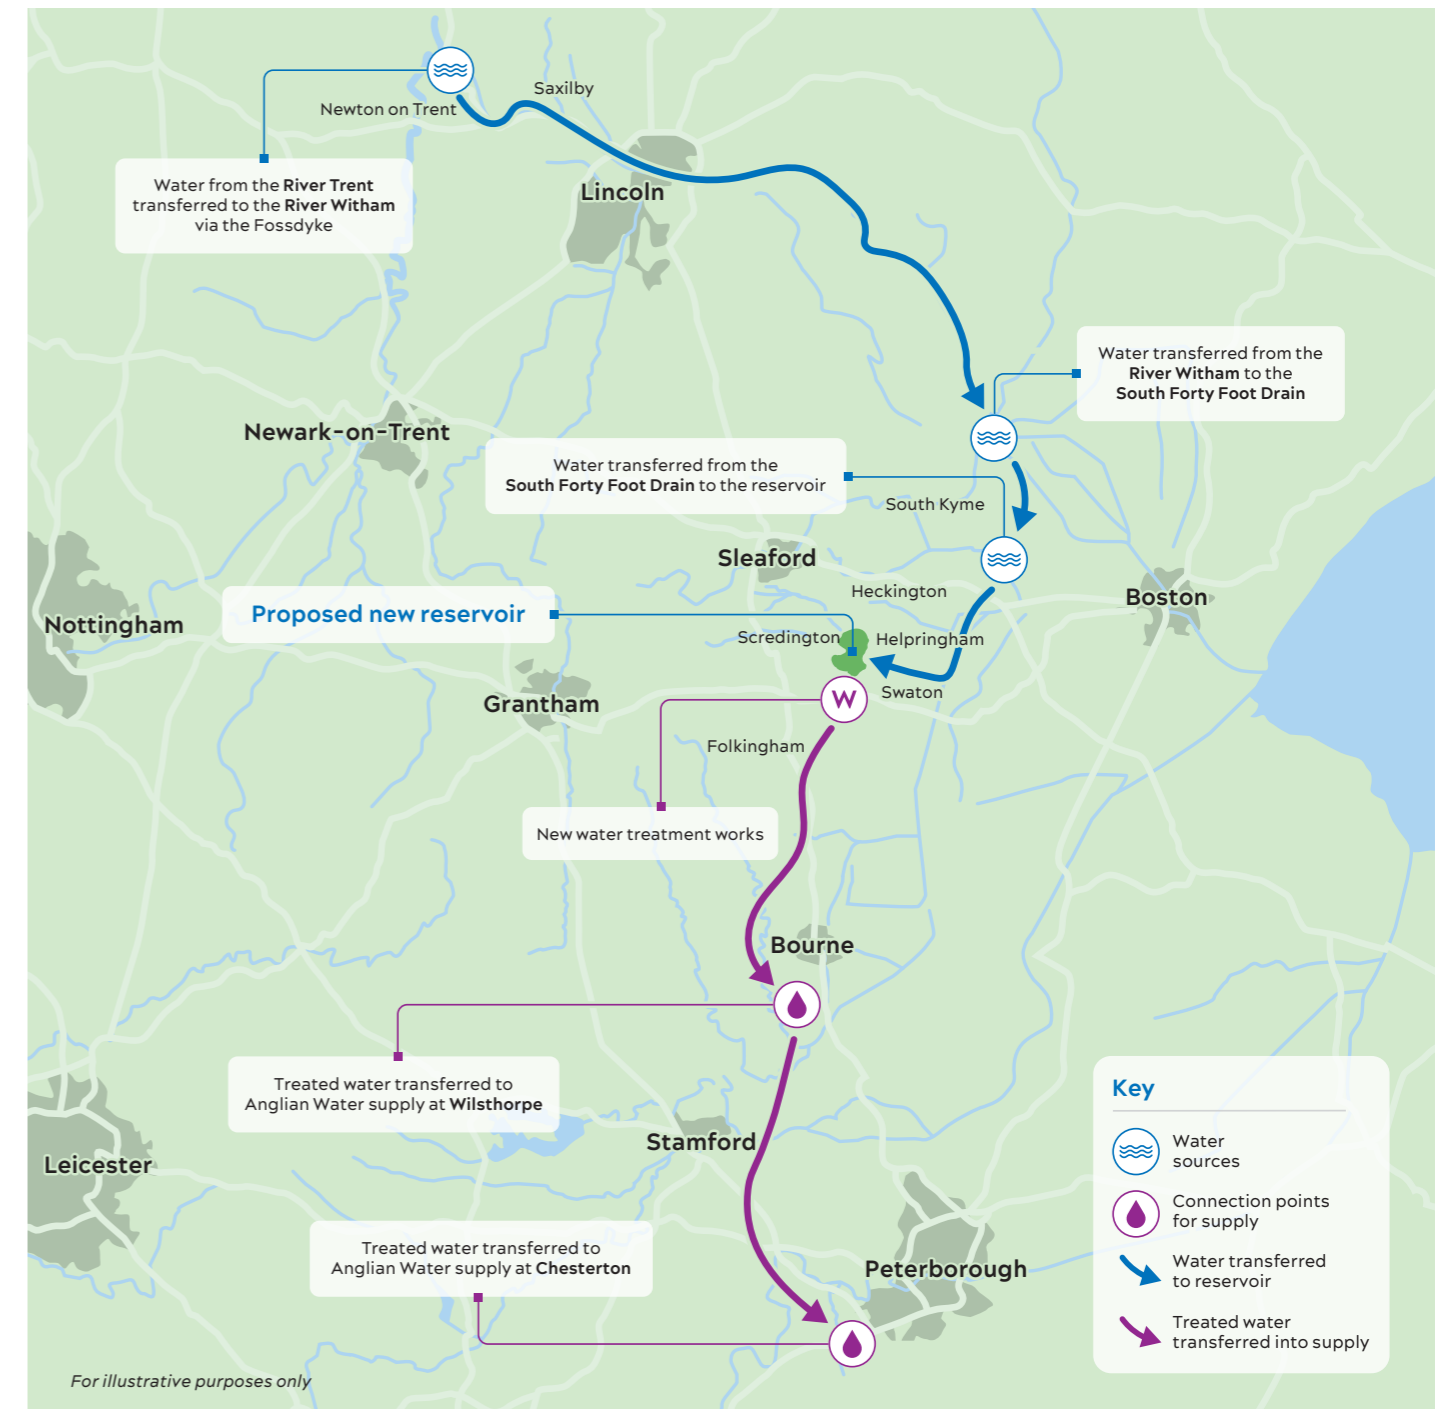 Saxilby
Newton on Trent
Water from the River Trent
transferred to the River Witham
via the Fossdyke
Lincoln
Water transferred from the
River Witham to the
South Forty Foot Drain
Newark-on-Trent
Water transferred from the
South Forty Foot Drain to the reservoir
South Kyme
Sleaford
Heckington
Boston
Proposed new reservoir
Nottingham
Scredington
Helpringham
Swaton
Grantham
W
Folkingham
New water treatment works
Bourne
Treated water transferred to
Anglian Water supply at Wilsthorpe
Stamford
Leicester
Treated water transferred to
Anglian Water supply at Chesterton
Peterborough
Key
Water
sources
Connection points
for supply
Water transferred
to reservoir
Treated water
transferred into supply
For illustrative purposes only